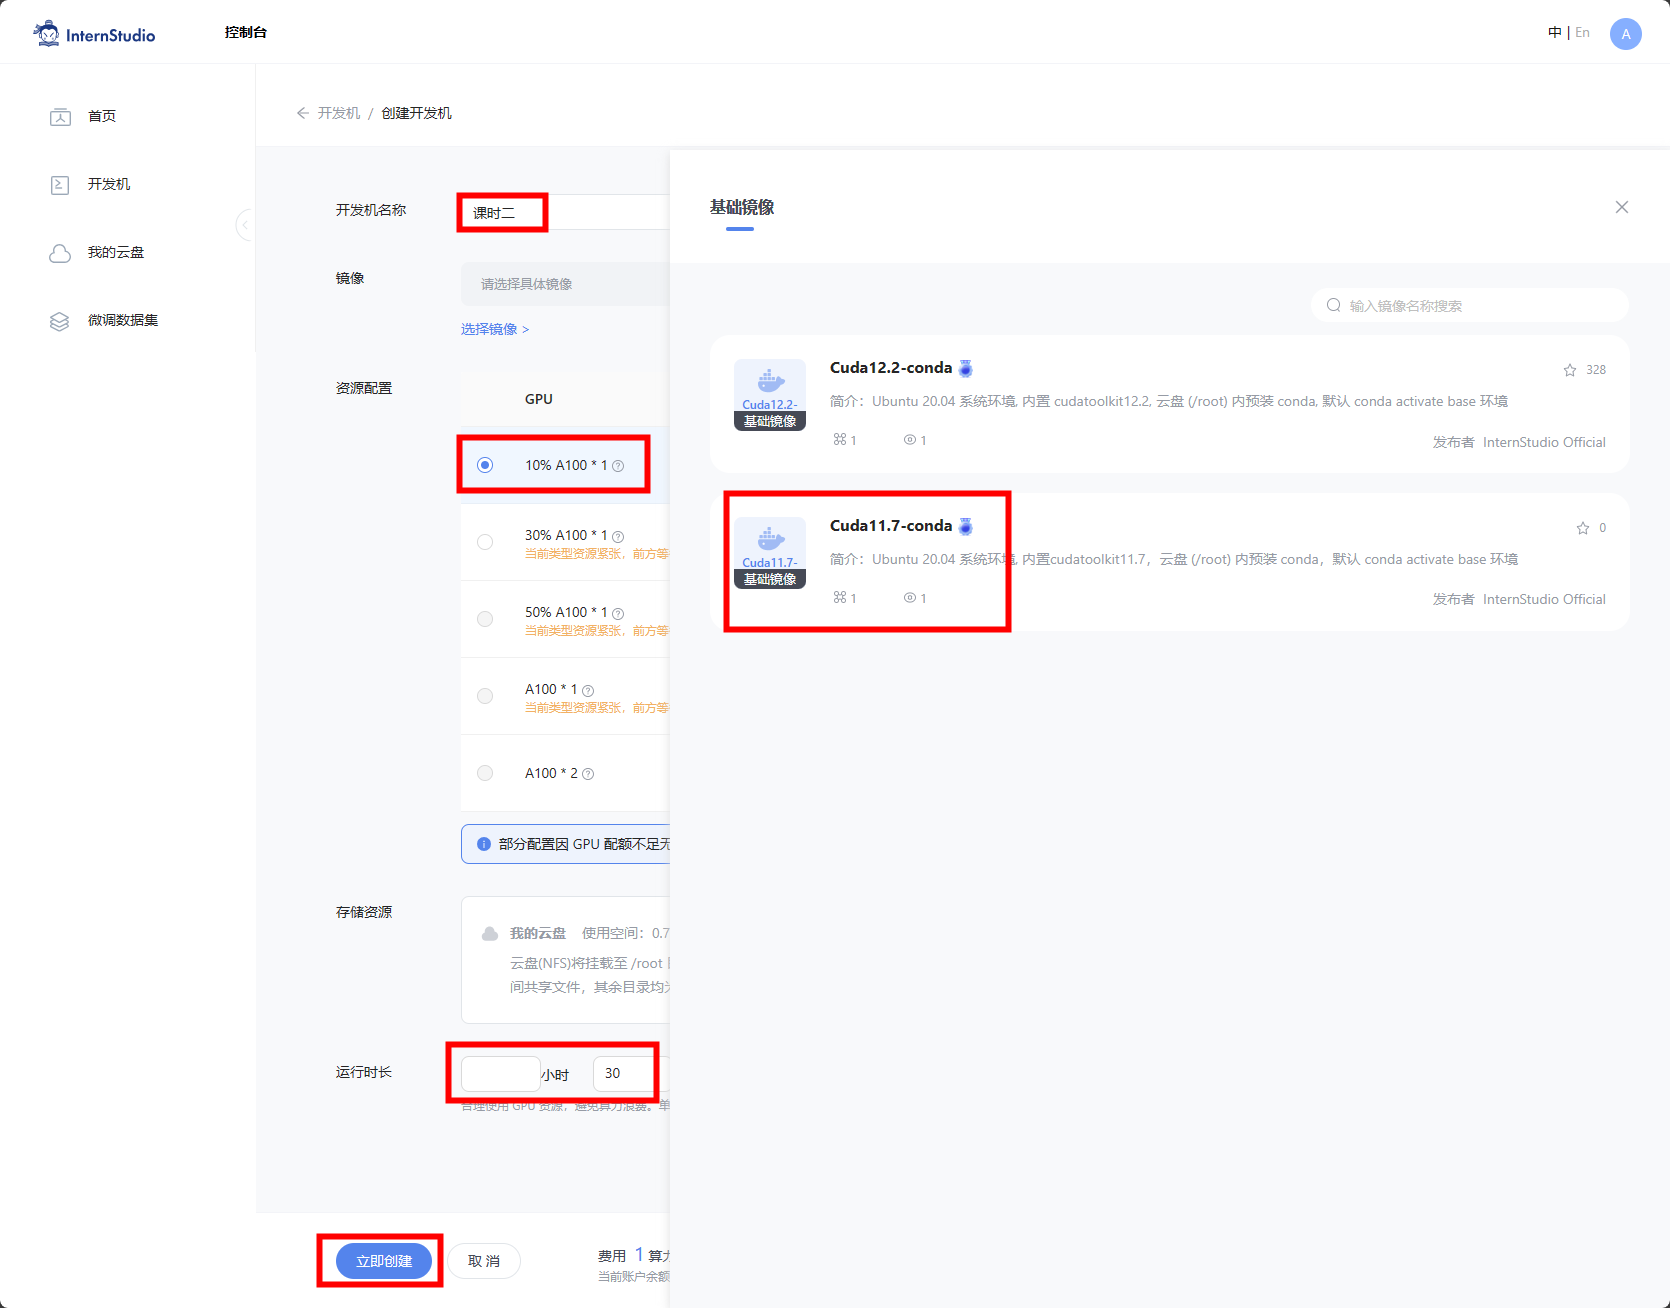 InternStudio
控制台
中 | En
A
首页
开发机
我的云盘
微调数据集
开发机 / 创建开发机
开发机名称
课时二
镜像
请选择具体镜像
选择镜像 >
资源配置
GPU
10% A100 * 1
30% A100 * 1
当前类型资源紧张，前方等
50% A100 * 1
当前类型资源紧张，前方等
A100 * 1
当前类型资源紧张，前方等
A100 * 2
部分配置因 GPU 配额不足
存储资源
我的云盘 使用空间：0.7
云盘(NFS)将挂载至 /root
间共享文件，其余目录均
运行时长
小时
30
合理使用 GPU 资源，避免算力浪费。单
立即创建
取 消
费用 1 算
当前账户余额
基础镜像
输入镜像名称搜索
Cuda12.2-
基础镜像
Cuda12.2-conda
328
简介：Ubuntu 20.04 系统环境, 内置 cudatoolkit12.2, 云盘 (/root) 内预装 conda, 默认 conda activate base 环境
1 1
发布者 InternStudio Official
Cuda11.7-
基础镜像
Cuda11.7-conda
0
简介：Ubuntu 20.04 系统环境, 内置cudatoolkit11.7，云盘 (/root) 内预装 conda，默认 conda activate base 环境
1 1
发布者 InternStudio Official